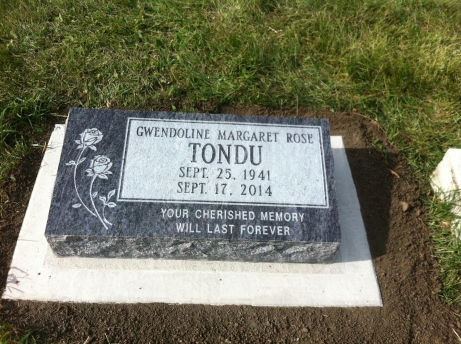 GWENDOLINE MARGARET ROSE
TONDU
SEPT. 25, 1941
SEPT. 17, 2014
YOUR CHERISHED MEMORY
WILL LAST FOREVER